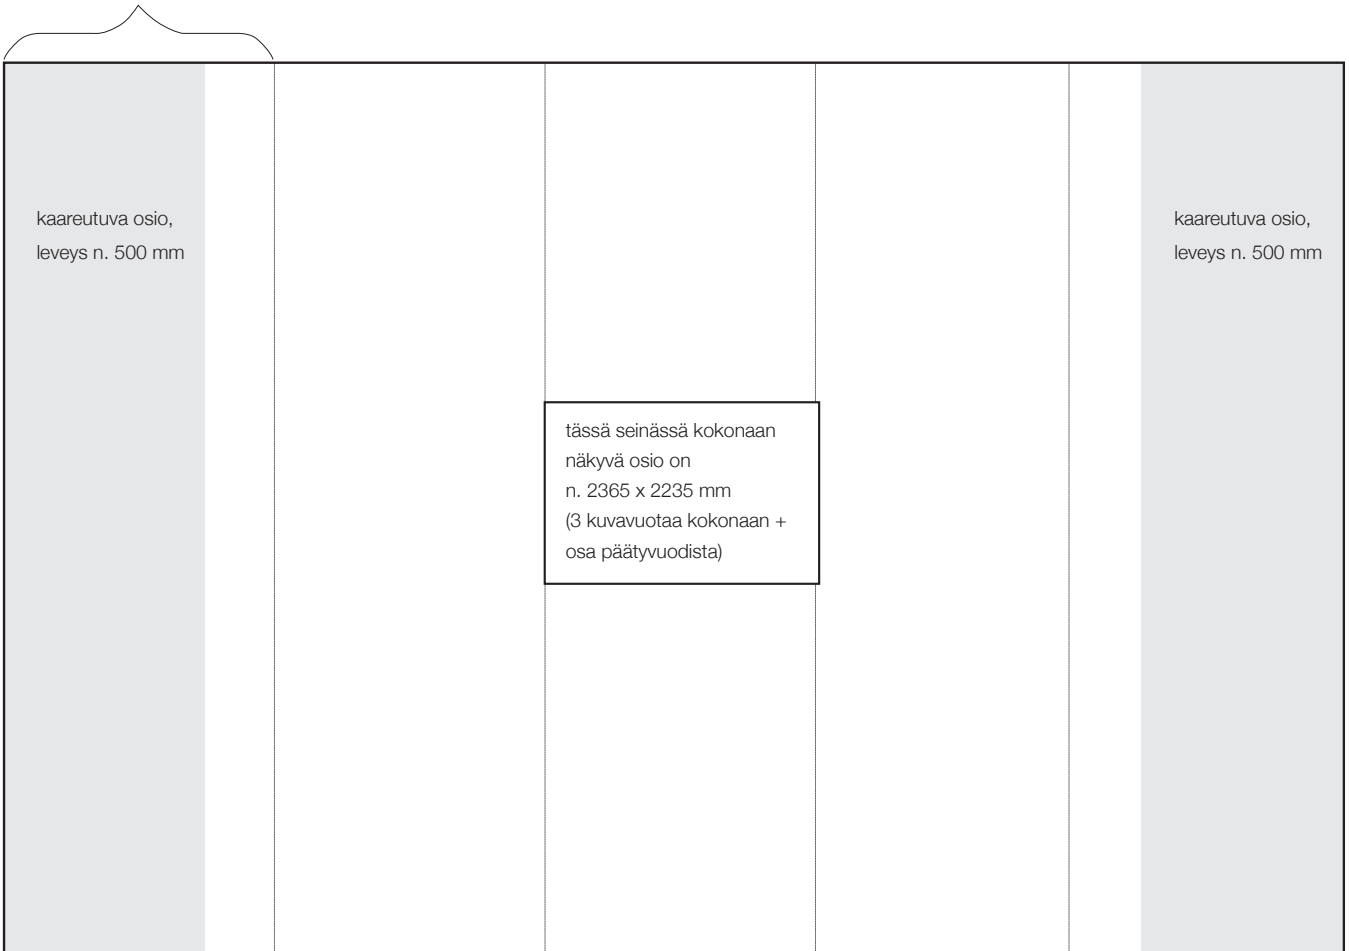 kaareutuva osio,
leveys n. 500 mm
kaareutuva osio,
leveys n. 500 mm
tässä seinässä kokonaan
näkyvä osio on
n. 2365 x 2235 mm
(3 kuvavuotaa kokonaan +
osa päätyvuodista)